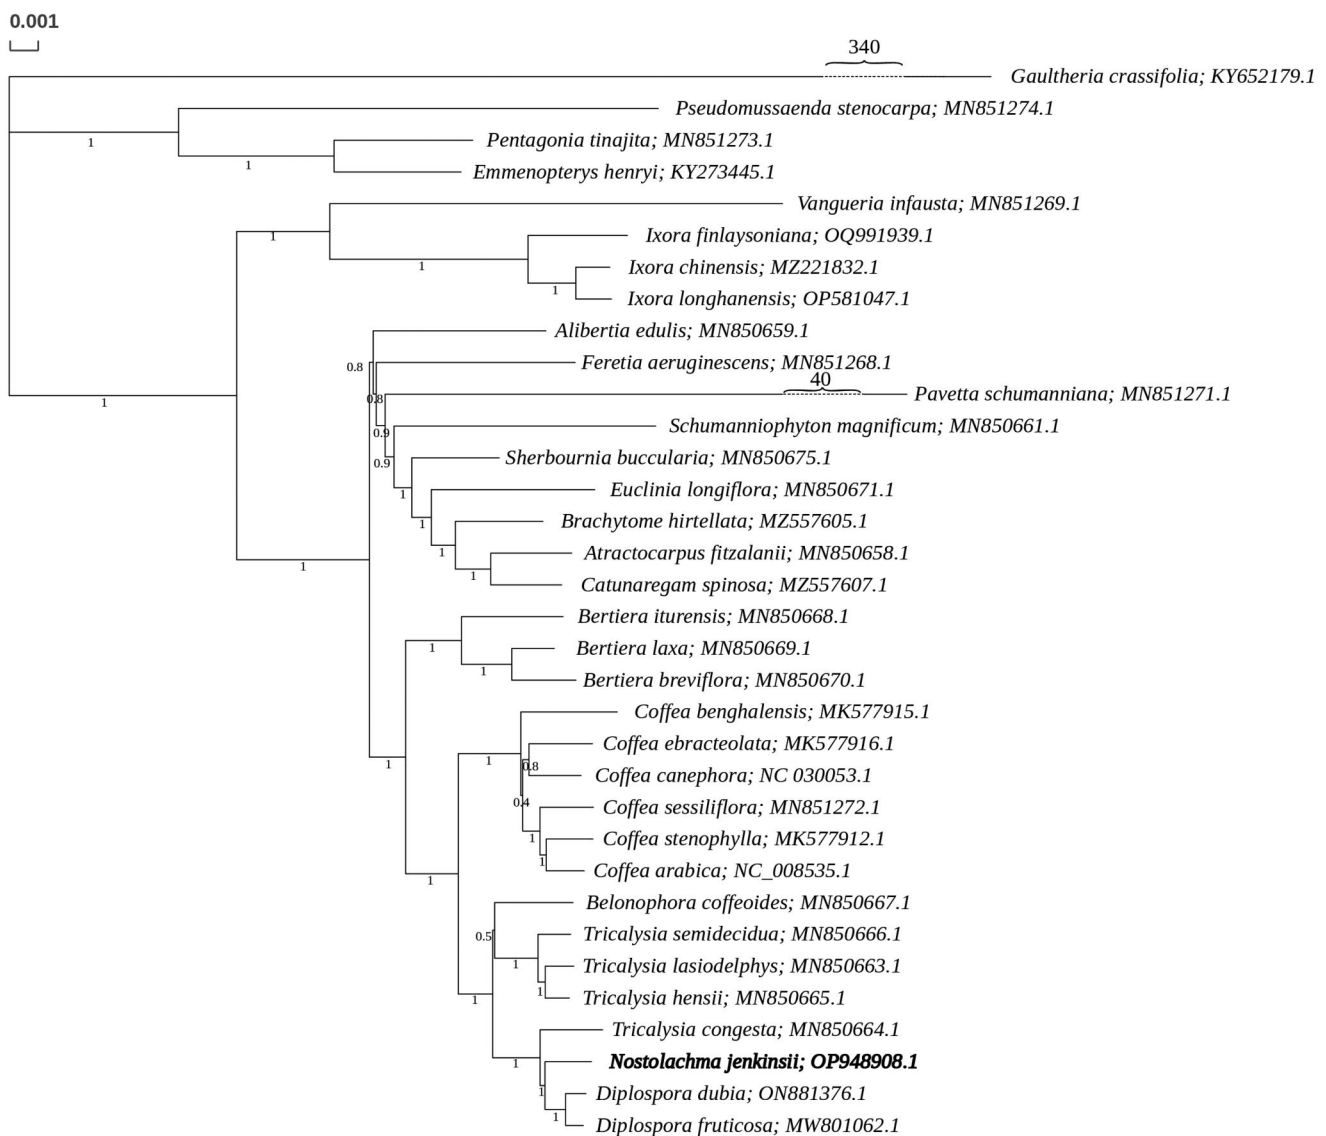 0.001
340
Gaultheria crassifolia; KY652179.1
Pseudomussaenda stenocarpa; MN851274.1
1
Pentagonia tinajita; MN851273.1
1
Emmenopterys henryi; KY273445.1
Vangueria infausta; MN851269.1
1
Ixora finlaysoniana; OQ991939.1
1
Ixora chinensis; MZ221832.1
1
Ixora longhanensis; OP581047.1
Alibertia edulis; MN850659.1
0.8
Feretia aeruginescens; MN851268.1
40
1
0.8
Pavetta schumanniana; MN851271.1
0.9
Schumanniophyton magnificum; MN850661.1
0.9
Sherbournia buccularia; MN850675.1
1
Euclinia longiflora; MN850671.1
1
Brachytome hirtellata; MZ557605.1
1
Atractocarpus fitzalanii; MN850658.1
1
1
Catunaregam spinosa; MZ557607.1
Bertiera iturensis; MN850668.1
1
Bertiera laxa; MN850669.1
1
Bertiera breviflora; MN850670.1
Coffea benghalensis; MK577915.1
Coffea ebracteolata; MK577916.1
1
1
0.8
Coffea canephora; NC 030053.1
0.4
Coffea sessiliflora; MN851272.1
1
Coffea stenophylla; MK577912.1
1
Coffea arabica; NC_008535.1
1
Belonophora coffeoides; MN850667.1
0.5
Tricalysia semidecidua; MN850666.1
1
Tricalysia lasiodelphys; MN850663.1
1
1
Tricalysia hensii; MN850665.1
Tricalysia congesta; MN850664.1
1
Nostolachma jenkinsii; OP948908.1
1
Diplospora dubia; ON881376.1
1
Diplospora fruticosa; MW801062.1